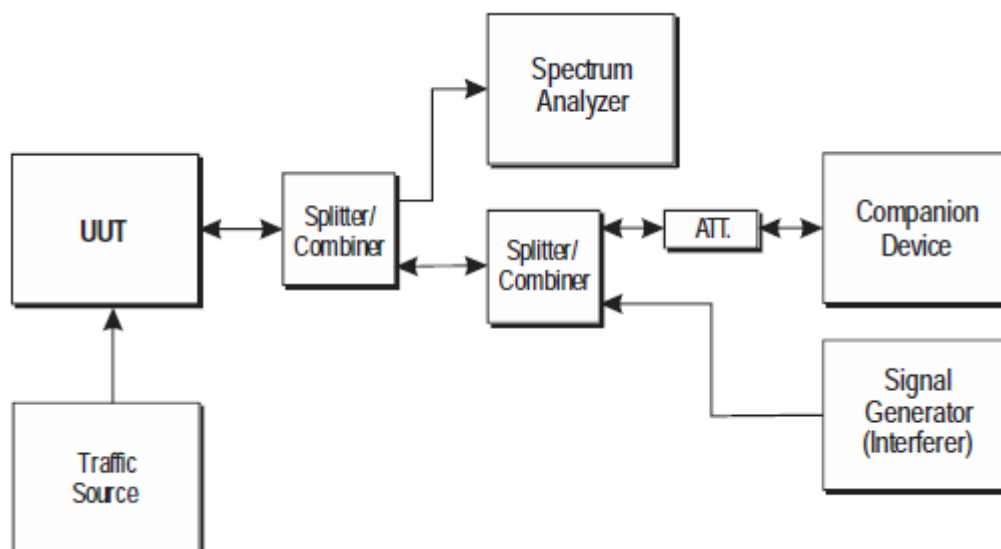 Spectrum
Analyzer
UUT
Splitter/
Combiner
Splitter/
Combiner
ATT.
Companion
Device
Traffic
Source
Signal
Generator
(Interferer)